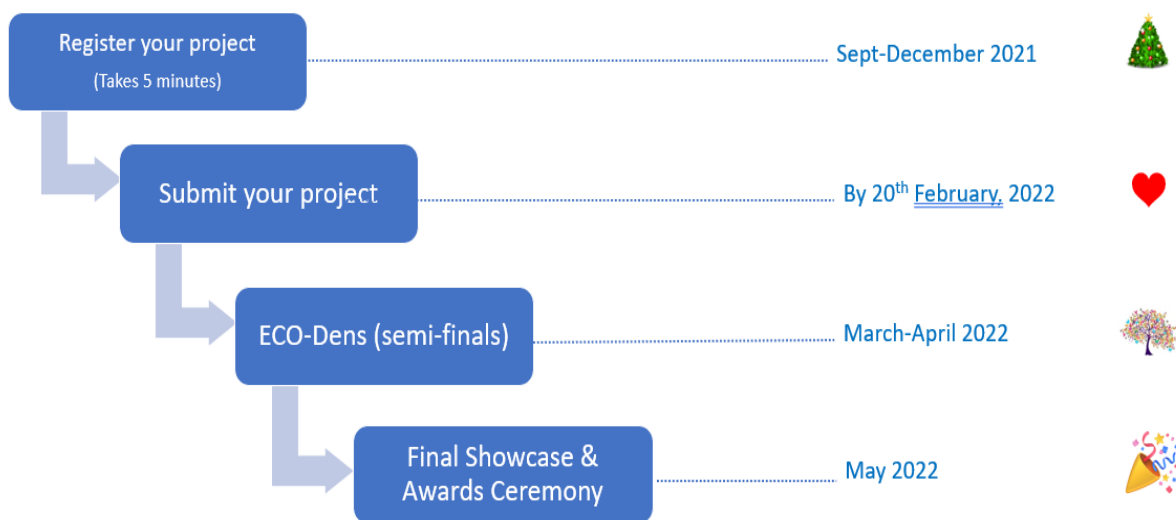 Register your project
(Takes 5 minutes)
Sept-December 2021
Submit your project
By 20th February, 2022
ECO-Dens (semi-finals)
March-April 2022
Final Showcase &
Awards Ceremony
May 2022